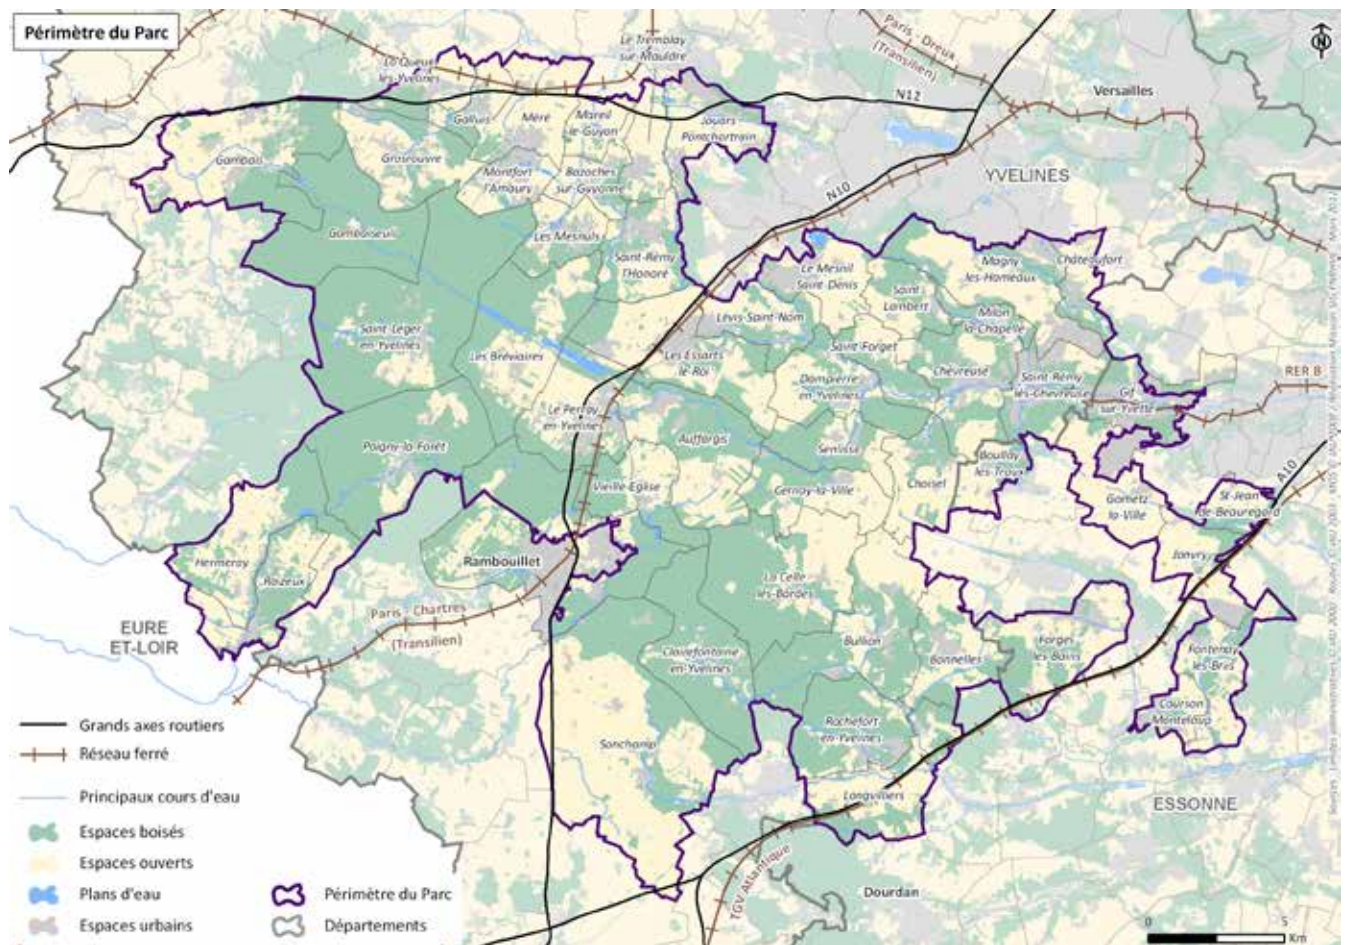 Périmètre du Parc
N
Le Tremblay
sur Mauldre
Paris - Dreux
(Transilien)
La Queue
les Yvelines
Versailles
N12
Galluis
Méré
Mareil
le Guyon
Jouars
Pontchartrain
Gambais
Grosrouvre
Montfort
l'Amaury
Bazoches
sur Guyonne
YVELINES
N10
Gambaiseuil
Les Mesnuls
Saint-Rémy
l'Honoré
Le Mesnil
Saint-Denis
Magny
les-Hameaux
Châteaufort
Saint
Lambert
Lévis-Saint-Nom
Milon
la-Chapelle
Saint-Léger
en-Yvelines
Les Bréviaires
Les Essarts
le-Roi
Saint-Forget
Chevreuse
Dampierre
en-Yvelines
Saint-Rémy
lès-Chevreuse
RER B
Gif
sur-Yvette
Le Perray
en-Yvelines
Poigny-la-Forêt
Auffargis
Senlisse
Boullay
les-Troux
Choisel
Vieille-Eglise
Cernay-la-Ville
A10
Gometz
la-Ville
St-Jean
de-Beauregard
Hermeray
Raizeux
Rambouillet
Janvry
La Celle
les-Bordes
Paris - Chartres
(Transilien)
EURE
ET-LOIR
Bullion
Clairefontaine
en-Yvelines
Bonnelles
Forges
les-Bains
Fontenay
les-Briis
Courson
Monteloup
Rochefort
en-Yvelines
Sonchamp
Longvilliers
ESSONNE
TGV Atlantique
Dourdan
Grands axes routiers
Réseau ferré
Principaux cours d'eau
Espaces boisés
Espaces ouverts
Plans d'eau
Espaces urbains
Périmètre du Parc
Départements
0
5
Km